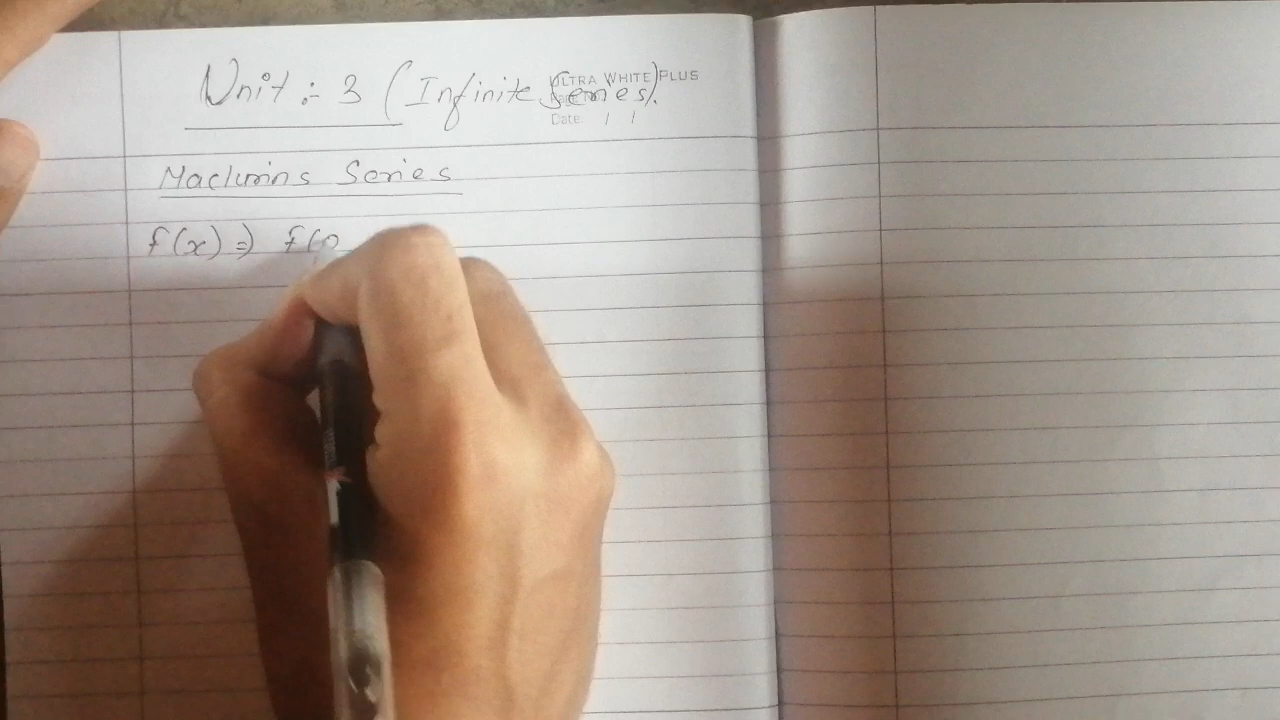 Unit :- 3 (Infinite Series).
ULTRA WHITE PLUS
Date: / /
Maclurins Series
f(x) => f(0